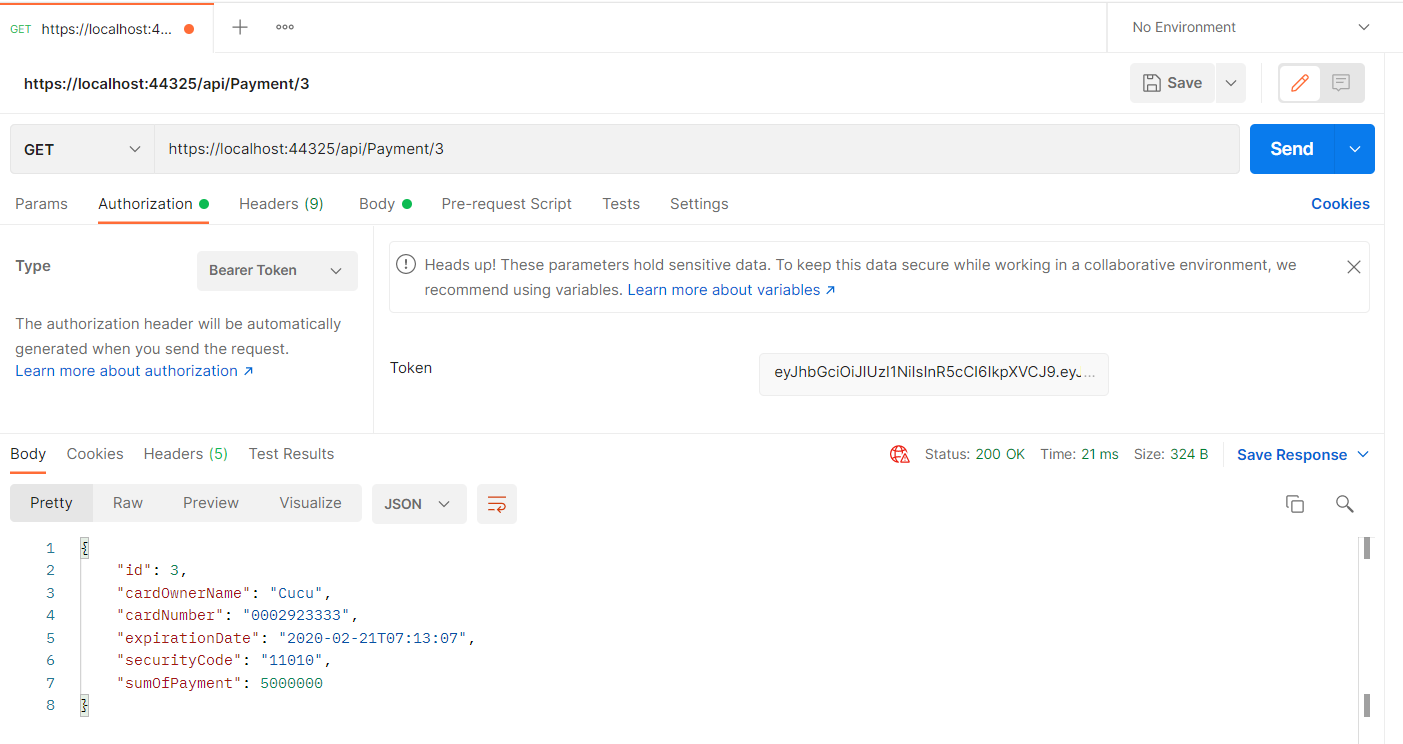 GET https://localhost:4...
No Environment
https://localhost:44325/api/Payment/3
Save
GET https://localhost:44325/api/Payment/3 Send
Params Authorization Headers (9) Body Pre-request Script Tests Settings Cookies
Type Bearer Token
The authorization header will be automatically
generated when you send the request.
Learn more about authorization ↗
Heads up! These parameters hold sensitive data. To keep this data secure while working in a collaborative environment, we
recommend using variables. Learn more about variables ↗
Token eyJhbGciOiJIUzI1NiIsInR5cCI6IkpXVCJ9.eyJ...
Body Cookies Headers (5) Test Results Status: 200 OK Time: 21 ms Size: 324 B Save Response
Pretty Raw Preview Visualize JSON
1 {
2 "id": 3,
3 "cardOwnerName": "Cucu",
4 "cardNumber": "0002923333",
5 "expirationDate": "2020-02-21T07:13:07",
6 "securityCode": "11010",
7 "sumOfPayment": 5000000
8 }